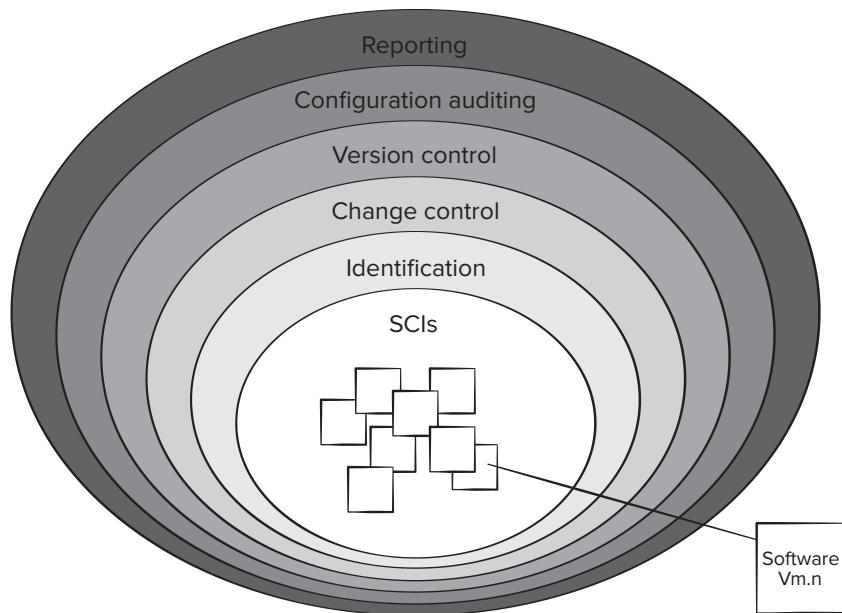 Reporting
Configuration auditing
Version control
Change control
Identification
SCIs
Software
Vm.n